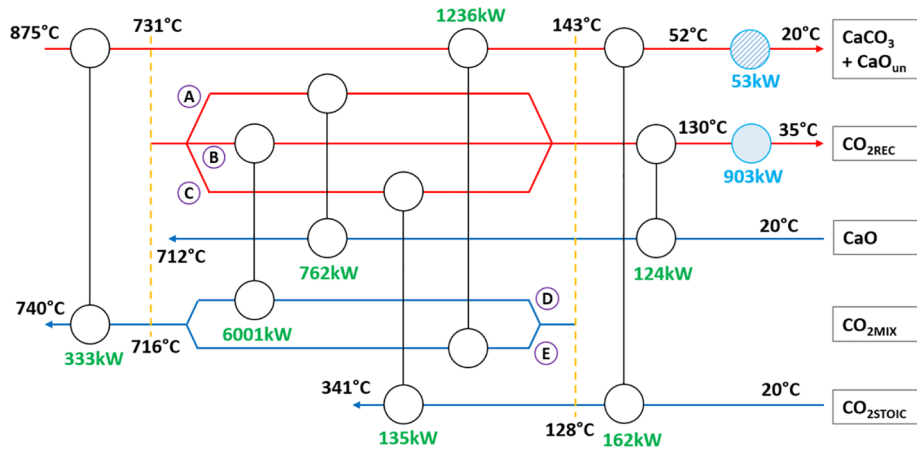 1236kW
875°C 731°C 143°C 52°C 20°C CaCO3
+ CaOun
53kW
A
B 130°C 35°C CO2REC
C 903kW
20°C CaO
712°C 762kW 124kW
D
740°C CO2MIX
333kW 716°C 6001kW E
341°C 20°C
CO2STOIC
135kW 128°C 162kW